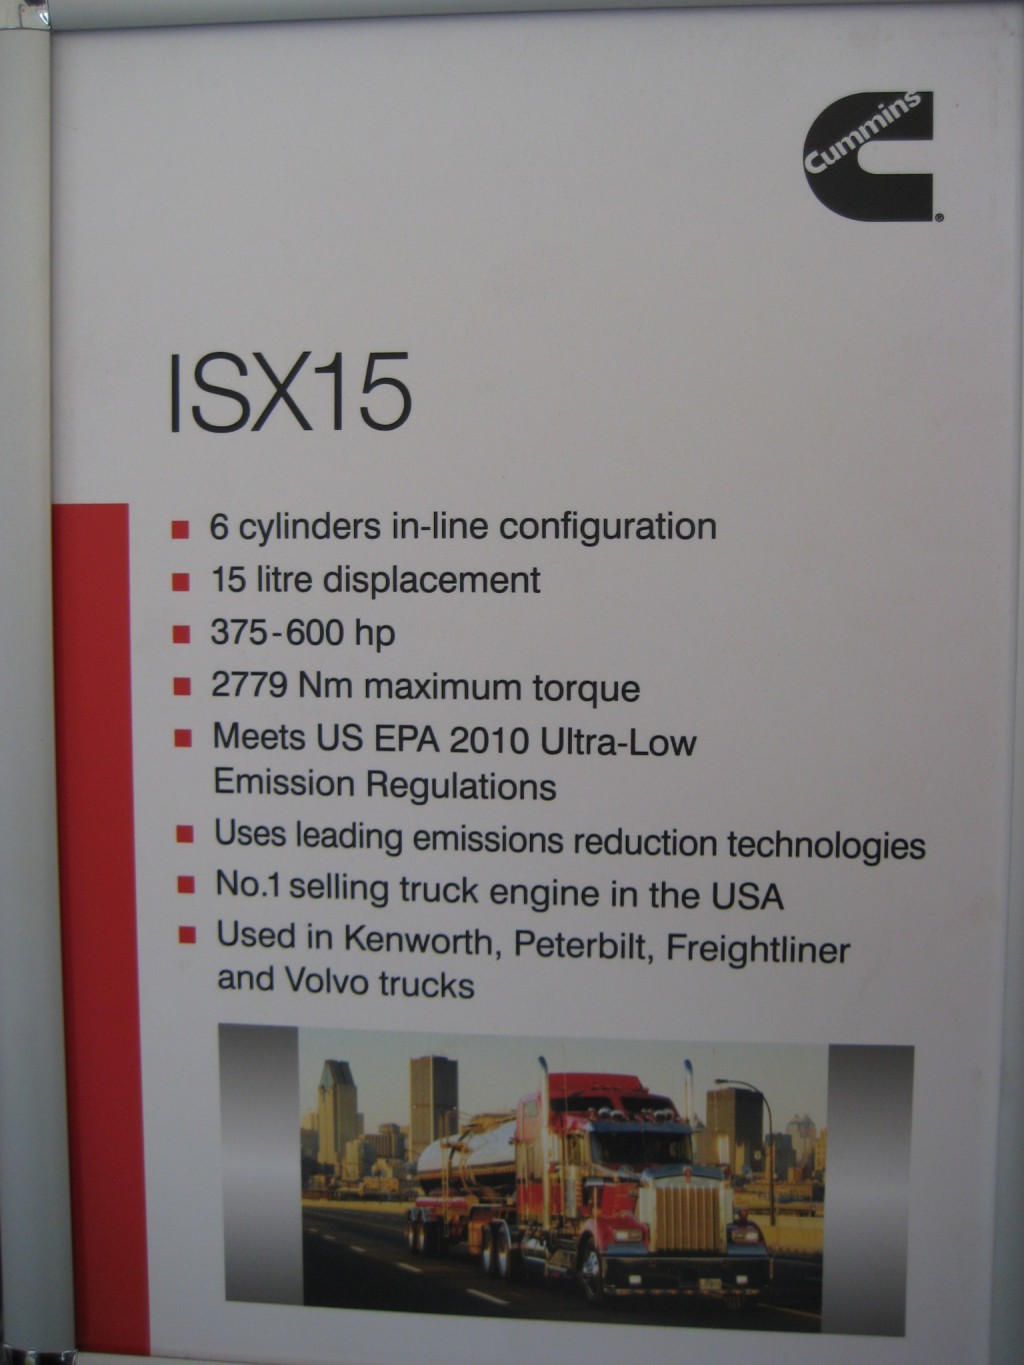 Cummins
®
ISX15
6 cylinders in-line configuration
15 litre displacement
375-600 hp
2779 Nm maximum torque
Meets US EPA 2010 Ultra-Low
Emission Regulations
Uses leading emissions reduction technologies
No.1 selling truck engine in the USA
Used in Kenworth, Peterbilt, Freightliner
and Volvo trucks